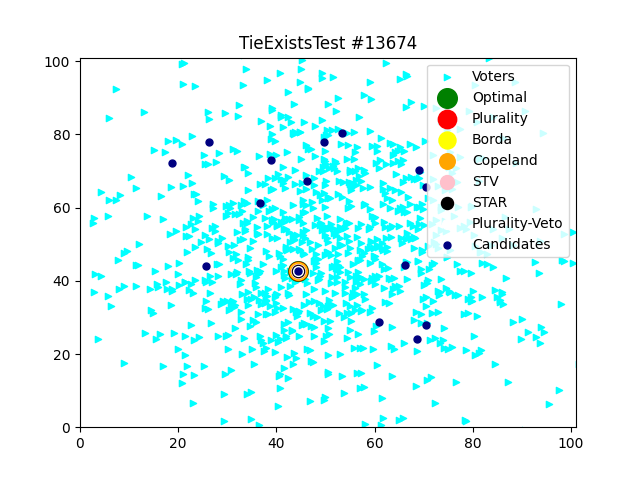 TieExistsTest #13674
100
80
60
40
20
0
0 20 40 60 80 100
Voters
Optimal
Plurality
Borda
Copeland
STV
STAR
Plurality-Veto
Candidates